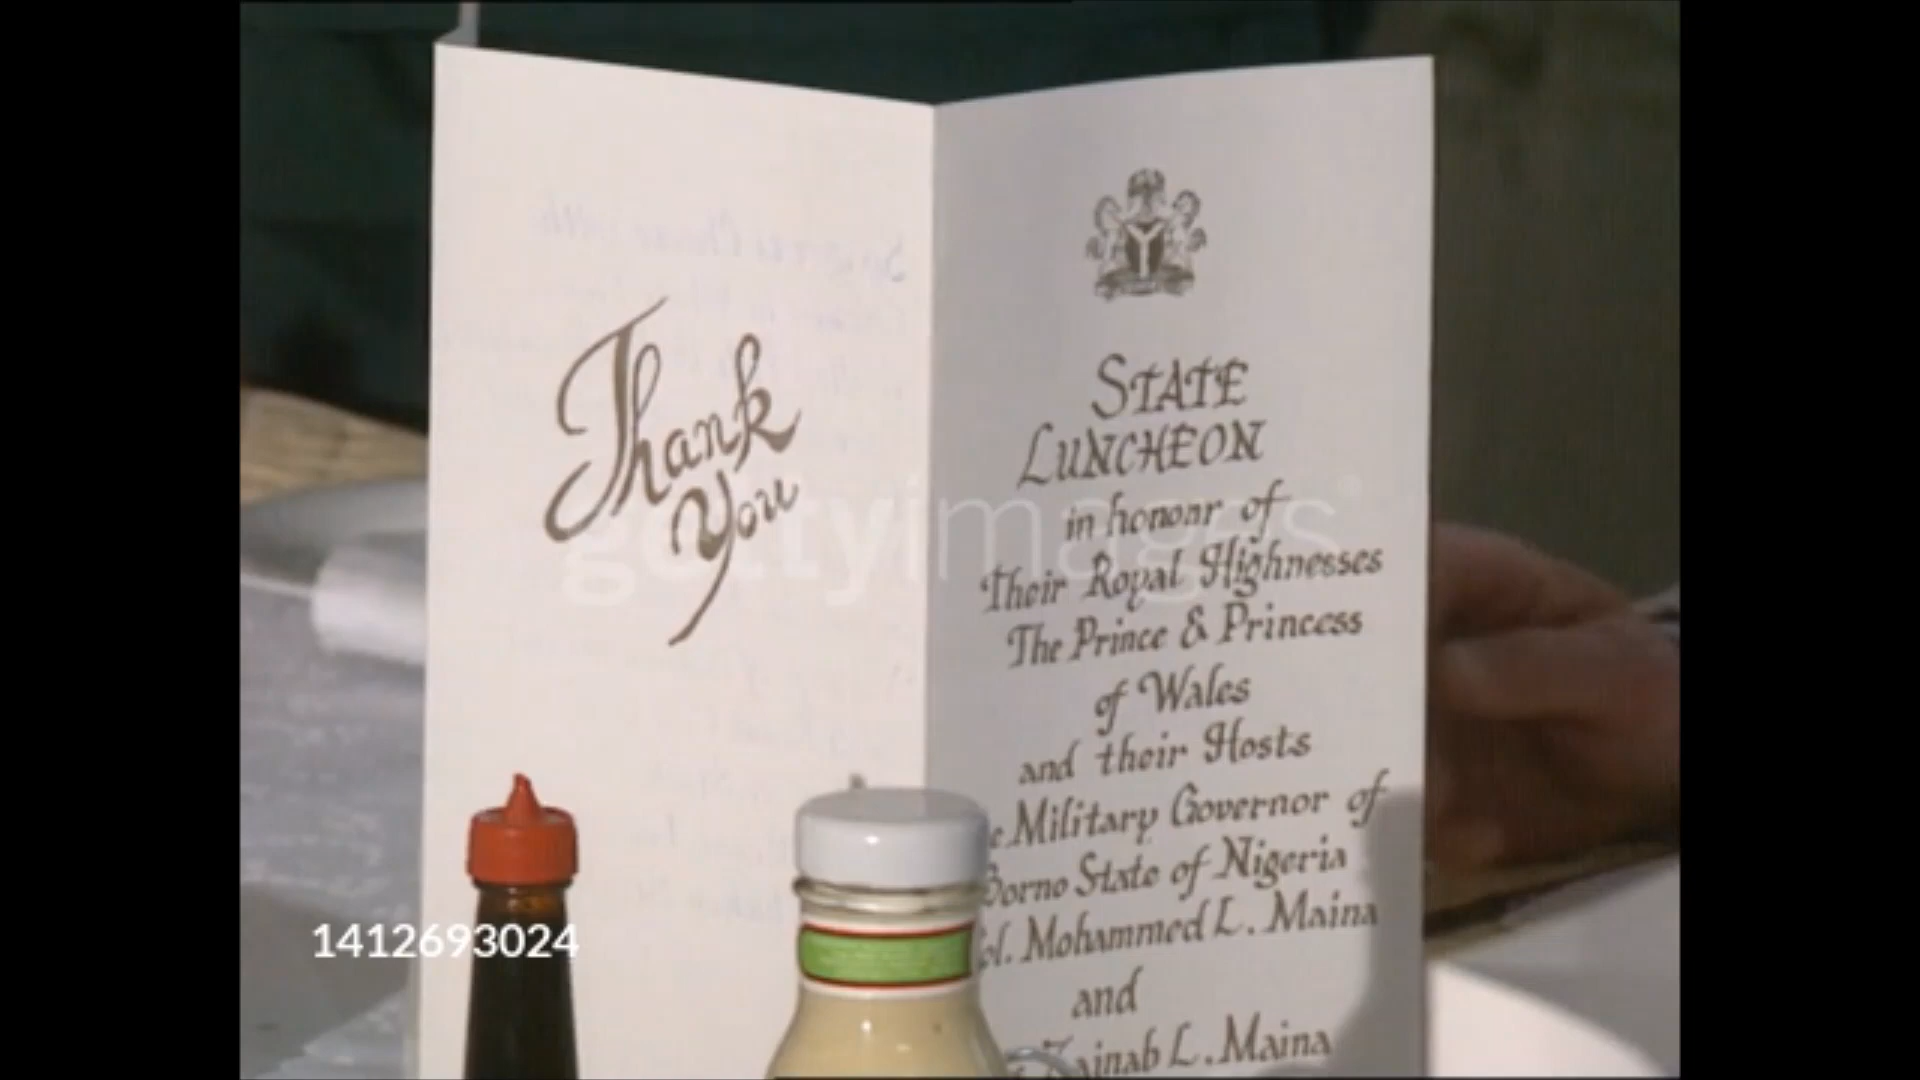 Thank
You
STATE
LUNCHEON
in honour of
Their Royal Highnesses
The Prince & Princess
of Wales
and their Hosts
Military Governor of
Borno State of Nigeria
Mohammed L. Maina
and
Zainab L. Maina
gettyimages
1412693024